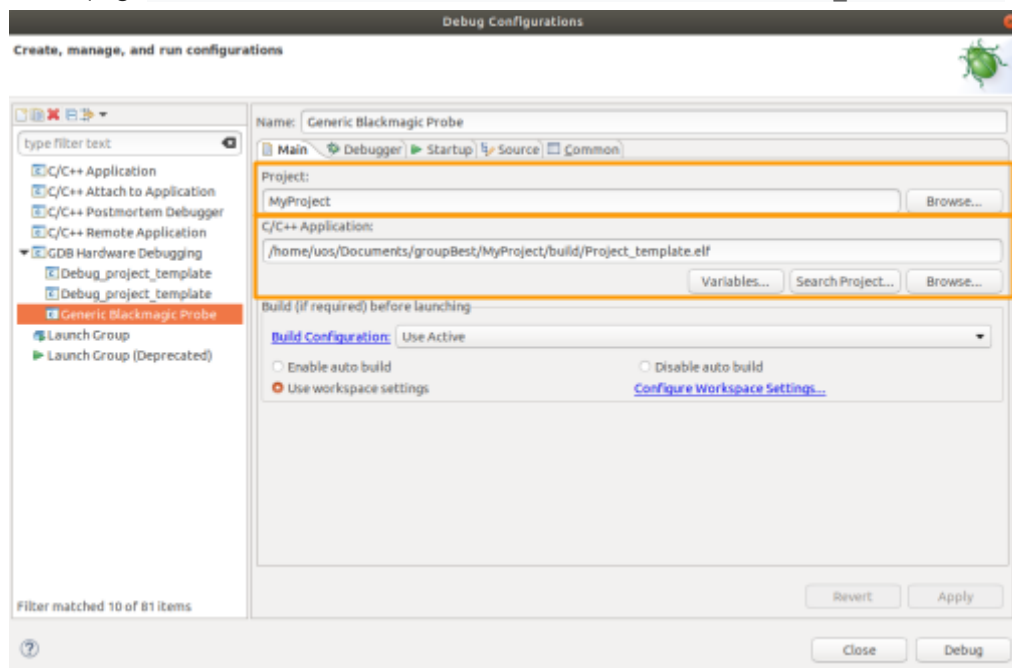 Debug Configurations
Create, manage, and run configurations
type filter text
C/C++ Application
C/C++ Attach to Application
C/C++ Postmortem Debugger
C/C++ Remote Application
GDB Hardware Debugging
Debug_project_template
Debug_project_template
Generic Blackmagic Probe
Launch Group
Launch Group (Deprecated)
Filter matched 10 of 81 items
Name: Generic Blackmagic Probe
Main Debugger Startup Source Common
Project:
MyProject Browse...
C/C++ Application:
/home/uos/Documents/groupBest/MyProject/build/Project_template.elf
Variables... Search Project... Browse...
Build (if required) before launching
Build Configuration: Use Active
Enable auto build Disable auto build
Use workspace settings Configure Workspace Settings...
Revert Apply
Close Debug